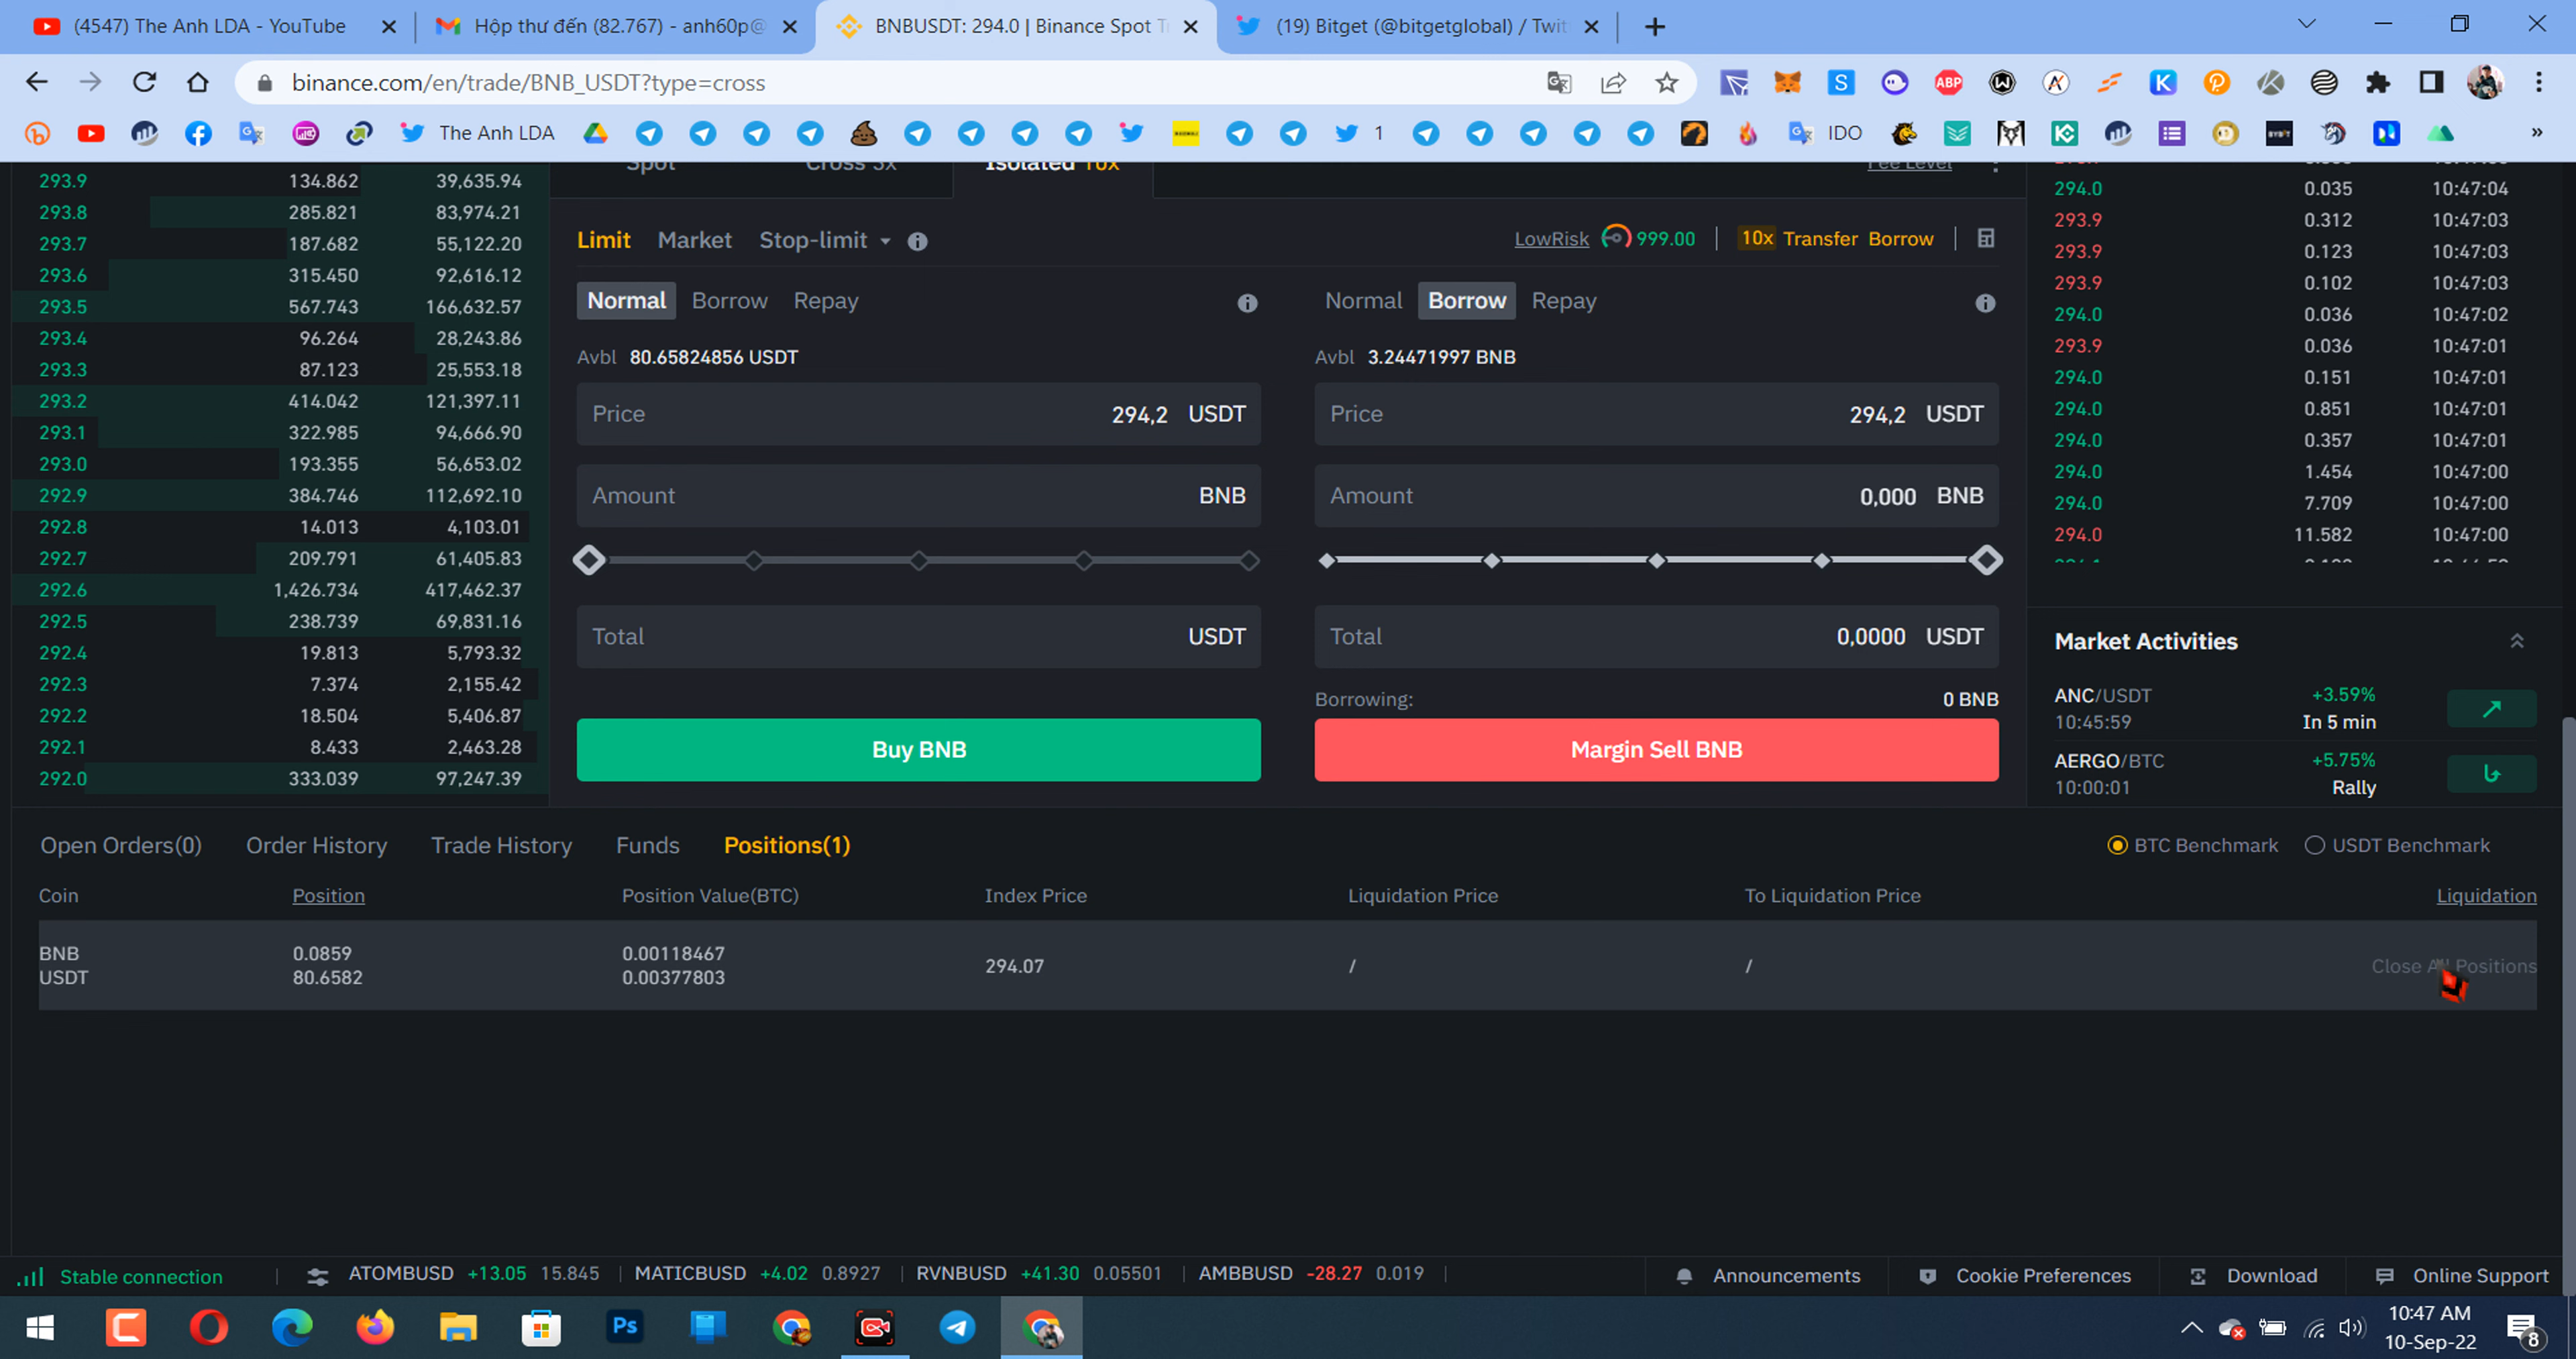 (4547) The Anh LDA - YouTube
Hộp thư đến (82.767) - anh60p@
BNBUSDT: 294.0 | Binance Spot T
(19) Bitget (@bitgetglobal) / Twit
binance.com/en/trade/BNB_USDT?type=cross
The Anh LDA
1
IDO
Spot
Cross 3x
Isolated 10x
Fee Level
293.9 134.862 39,635.94
293.8 285.821 83,974.21
293.7 187.682 55,122.20
293.6 315.450 92,616.12
293.5 567.743 166,632.57
293.4 96.264 28,243.86
293.3 87.123 25,553.18
293.2 414.042 121,397.11
293.1 322.985 94,666.90
293.0 193.355 56,653.02
292.9 384.746 112,692.10
292.8 14.013 4,103.01
292.7 209.791 61,405.83
292.6 1,426.734 417,462.37
292.5 238.739 69,831.16
292.4 19.813 5,793.32
292.3 7.374 2,155.42
292.2 18.504 5,406.87
292.1 8.433 2,463.28
292.0 333.039 97,247.39
Limit Market Stop-limit
LowRisk 999.00 10x Transfer Borrow
Normal Borrow Repay
Avbl 80.65824856 USDT
Price 294,2 USDT
Amount BNB
Total USDT
Buy BNB
Normal Borrow Repay
Avbl 3.24471997 BNB
Price 294,2 USDT
Amount 0,000 BNB
Total 0,0000 USDT
Borrowing: 0 BNB
Margin Sell BNB
294.0 0.035 10:47:04
293.9 0.312 10:47:03
293.9 0.123 10:47:03
293.9 0.102 10:47:03
294.0 0.036 10:47:02
293.9 0.036 10:47:01
294.0 0.151 10:47:01
294.0 0.851 10:47:01
294.0 0.357 10:47:01
294.0 1.454 10:47:00
294.0 7.709 10:47:00
294.0 11.582 10:47:00
Market Activities
ANC/USDT +3.59%
10:45:59 In 5 min
AERGO/BTC +5.75%
10:00:01 Rally
Open Orders(0) Order History Trade History Funds Positions(1)
BTC Benchmark USDT Benchmark
Coin Position Position Value(BTC) Index Price Liquidation Price To Liquidation Price Liquidation
BNB 0.0859 0.00118467
USDT 80.6582 0.00377803
294.07 / / Close All Positions
Stable connection
ATOMBUSD +13.05 15.845
MATICBUSD +4.02 0.8927
RVNBUSD +41.30 0.05501
AMBBUSD -28.27 0.019
Announcements
Cookie Preferences
Download
Online Support
Ps
10:47 AM
10-Sep-22
8